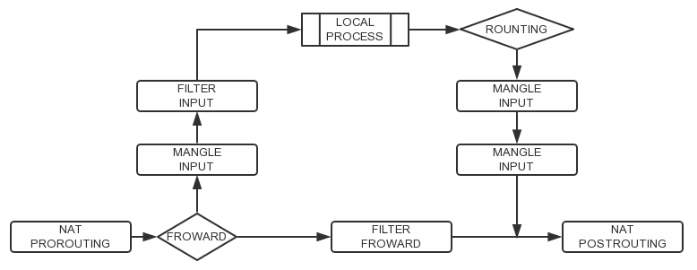 LOCAL
PROCESS
ROUNTING
FILTER
INPUT
MANGLE
INPUT
MANGLE
INPUT
MANGLE
INPUT
NAT
PROROUTING
FROWARD
FILTER
FROWARD
NAT
POSTROUTING